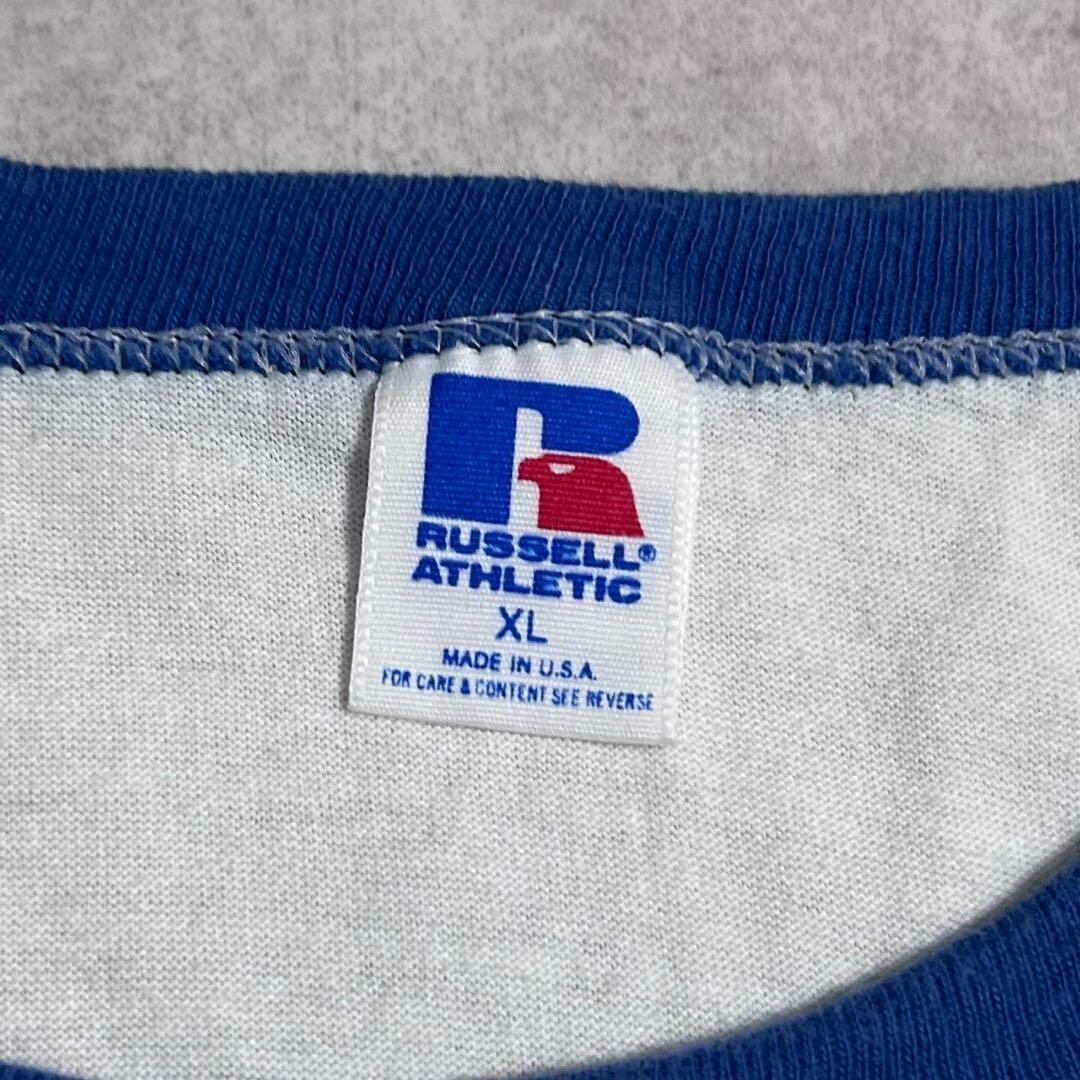 R
RUSSELL®
ATHLETIC
XL
MADE IN U.S.A.
FOR CARE & CONTENT SEE REVERSE